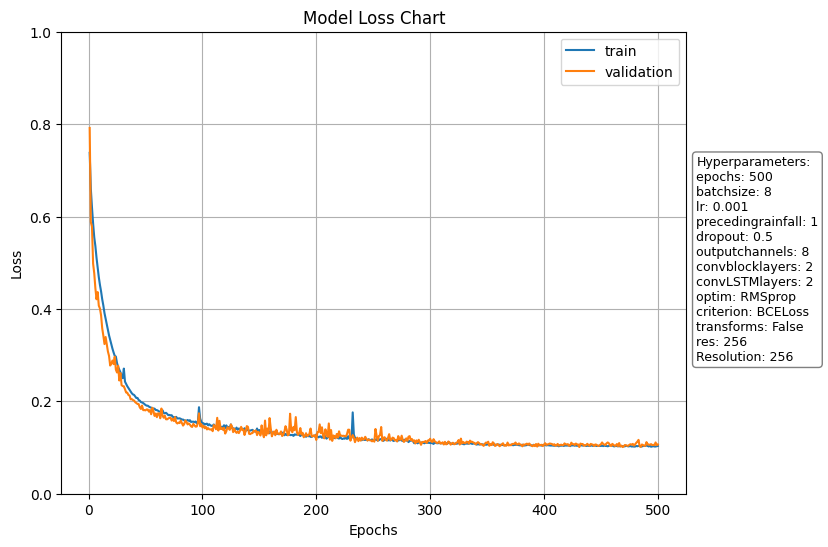 Model Loss Chart
1.0
0.8
0.6
0.4
0.2
0.0
Loss
0
100
200
300
400
500
Epochs
train
validation
Hyperparameters:
epochs: 500
batchsize: 8
lr: 0.001
precedingrainfall: 1
dropout: 0.5
outputchannels: 8
convblocklayers: 2
convLSTMlayers: 2
optim: RMSprop
criterion: BCELoss
transforms: False
res: 256
Resolution: 256